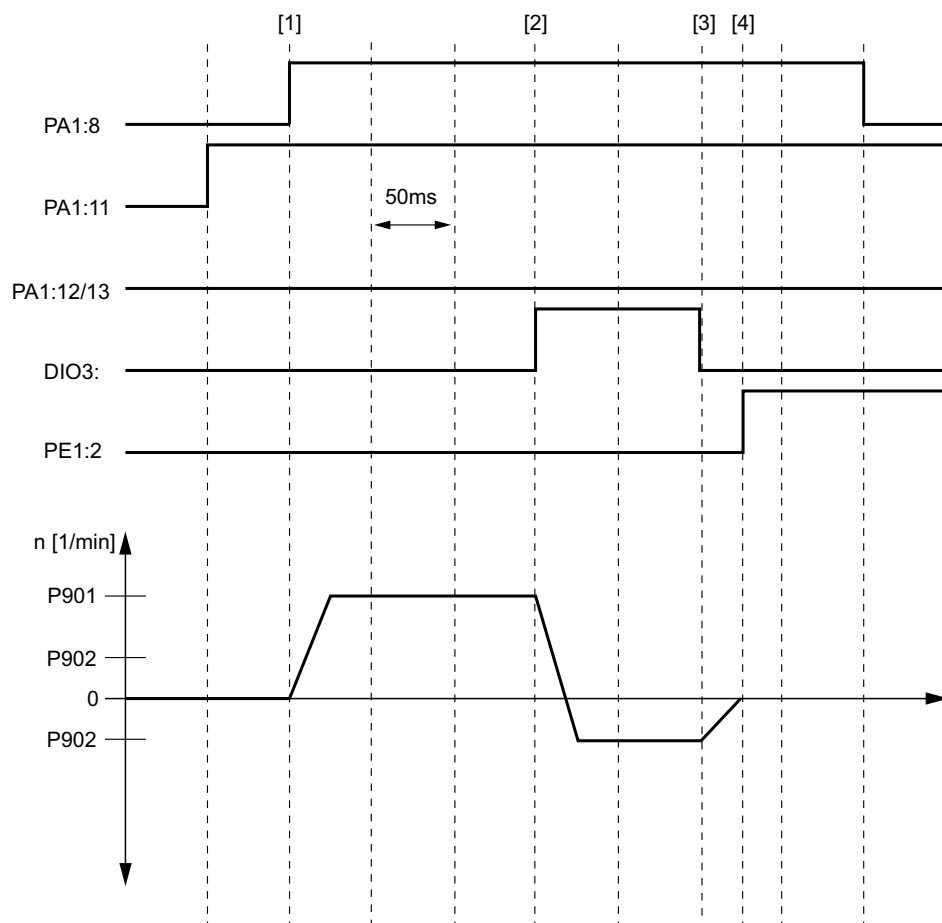 [1] [2] [3] [4]
PA1:8
PA1:11
50ms
PA1:12/13
DIO3:
PE1:2
n [1/min]
P901
P902
0
P902